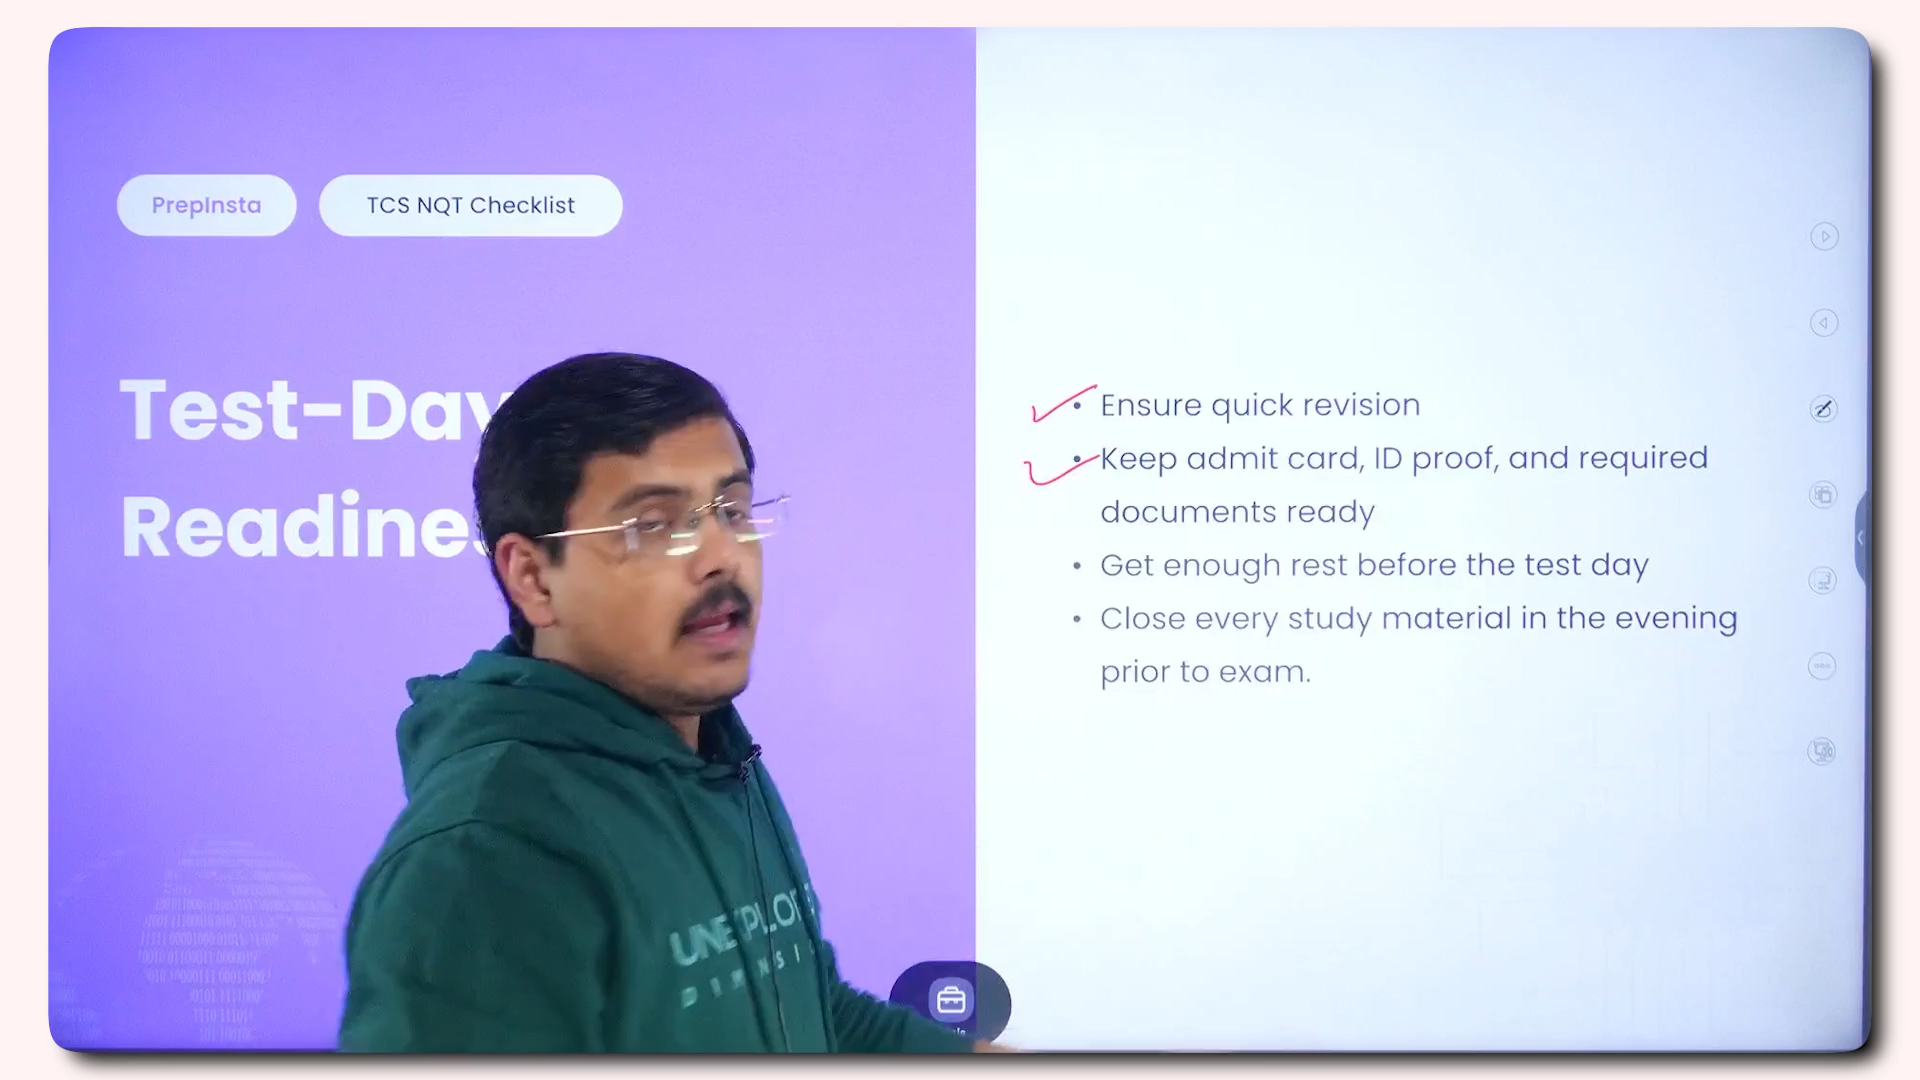 PrepInsta
TCS NQT Checklist
Test-Day
• Ensure quick revision
• Keep admit card, ID proof, and required
documents ready
• Get enough rest before the test day
• Close every study material in the evening
prior to exam.